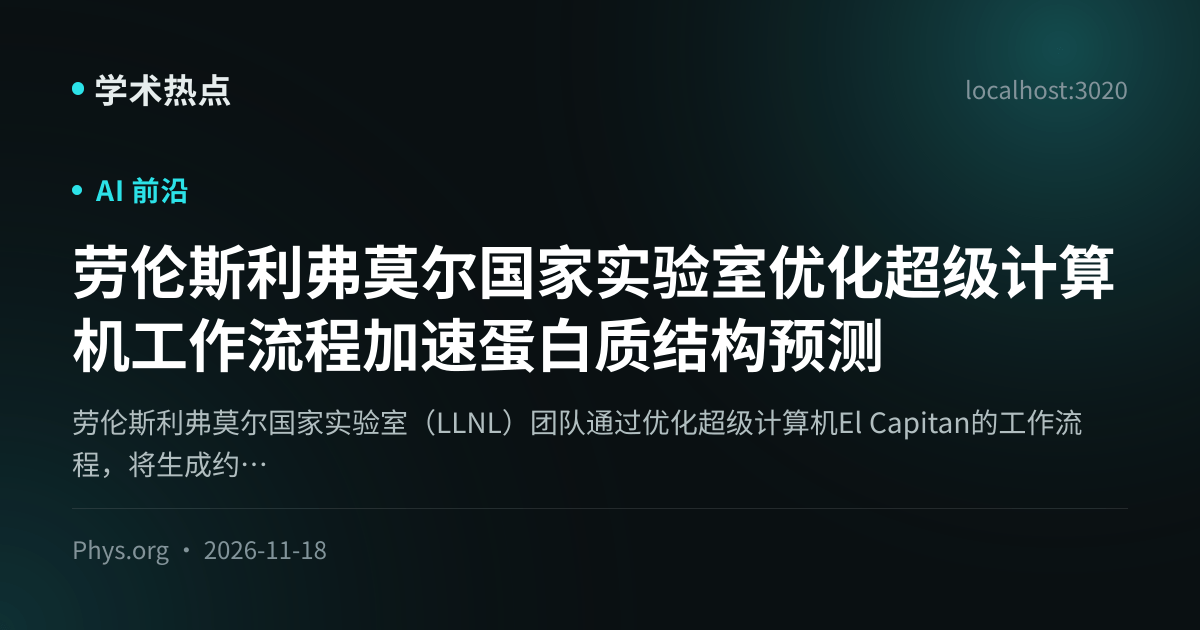 学术热点
localhost:3020
AI 前沿
劳伦斯利弗莫尔国家实验室优化超级计算
机工作流程加速蛋白质结构预测
劳伦斯利弗莫尔国家实验室（LLNL）团队通过优化超级计算机El Capitan的工作流
程，将生成约…
Phys.org · 2026-11-18